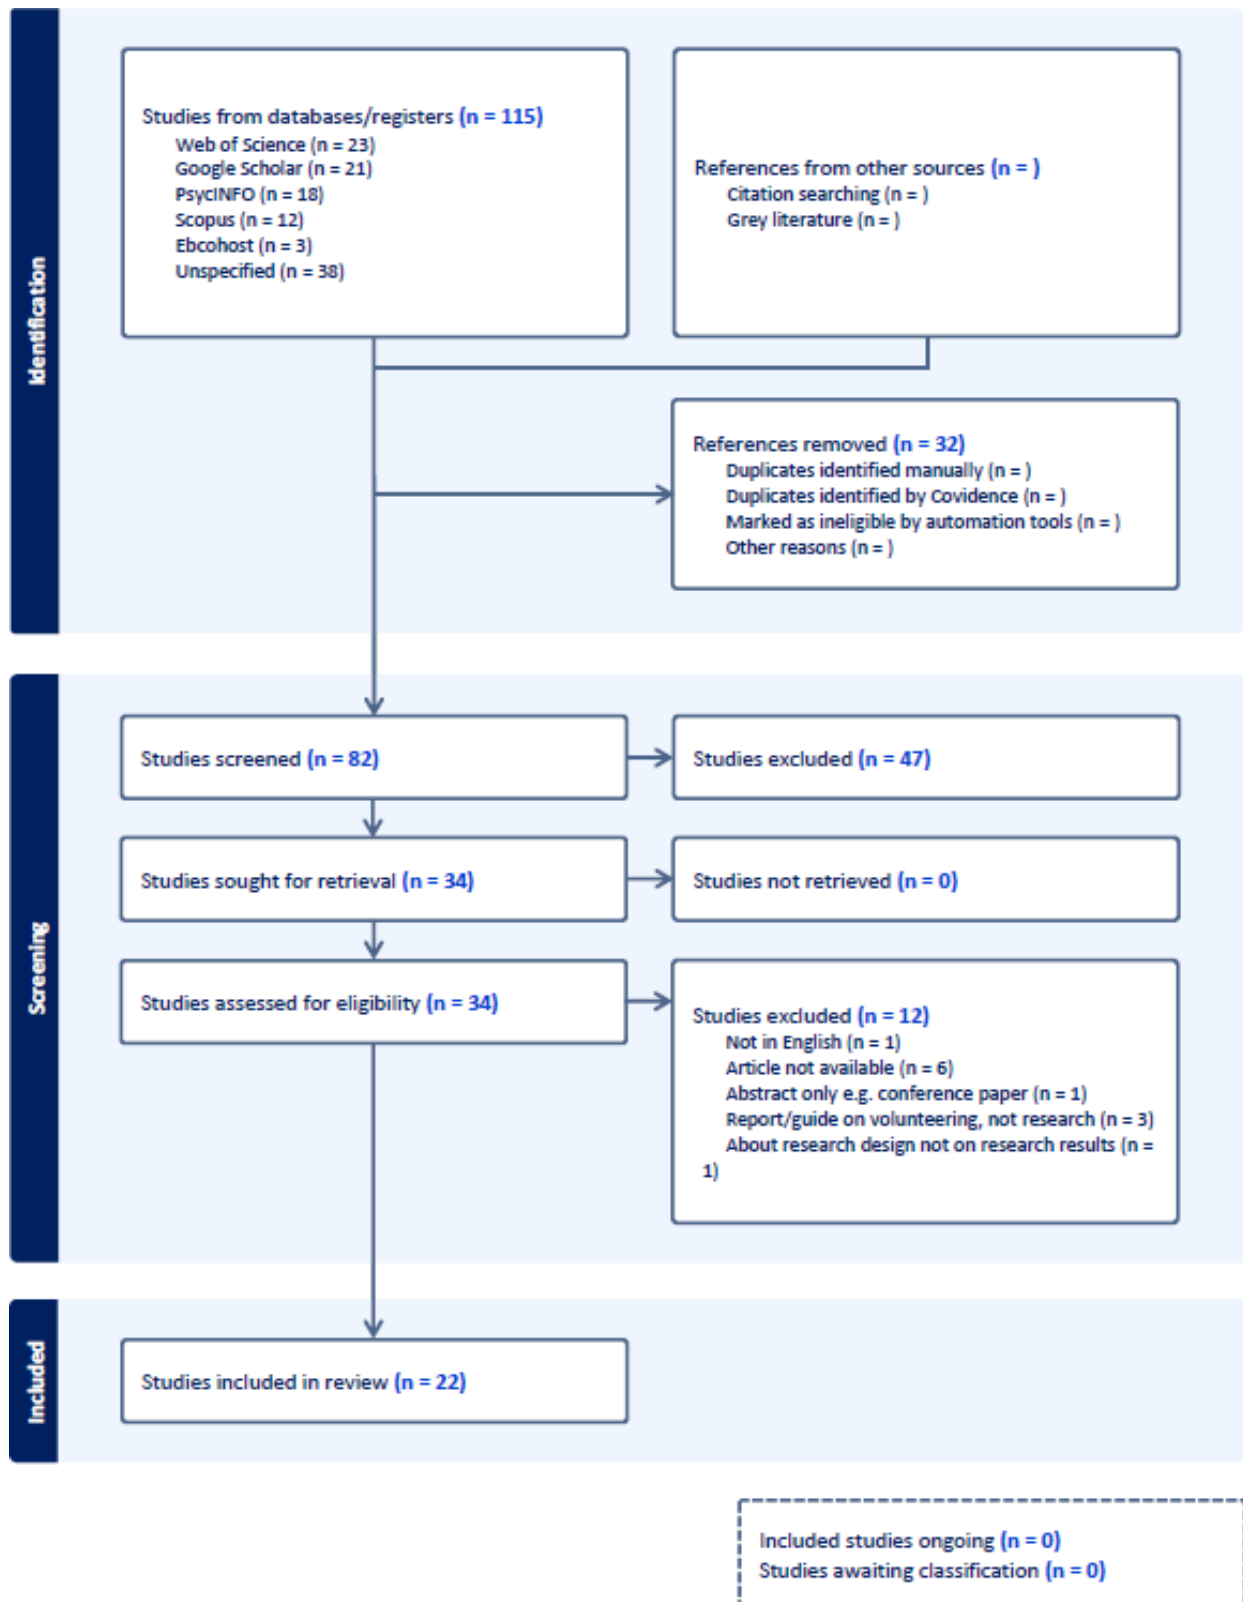 Identification
Studies from databases/registers (n = 115)
Web of Science (n = 23)
Google Scholar (n = 21)
PsycINFO (n = 18)
Scopus (n = 12)
Ebcohost (n = 3)
Unspecified (n = 38)
References from other sources (n = )
Citation searching (n = )
Grey literature (n = )
References removed (n = 32)
Duplicates identified manually (n = )
Duplicates identified by Covidence (n = )
Marked as ineligible by automation tools (n = )
Other reasons (n = )
Screening
Studies screened (n = 82)
Studies excluded (n = 47)
Studies sought for retrieval (n = 34)
Studies not retrieved (n = 0)
Studies assessed for eligibility (n = 34)
Studies excluded (n = 12)
Not in English (n = 1)
Article not available (n = 6)
Abstract only e.g. conference paper (n = 1)
Report/guide on volunteering, not research (n = 3)
About research design not on research results (n =
1)
Included
Studies included in review (n = 22)
Included studies ongoing (n = 0)
Studies awaiting classification (n = 0)